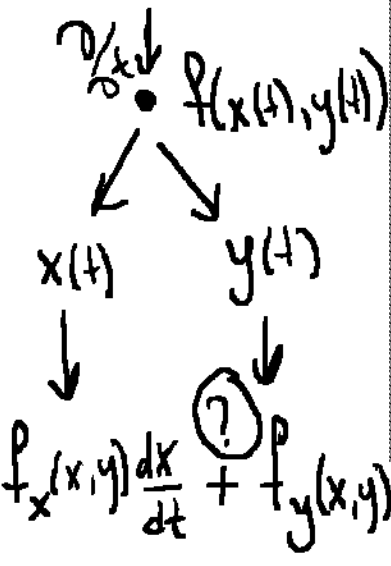 ∂/∂t
f(x(t),y(t))
x(t) y(t)
?
f_x(x,y) dx/dt + f_y(x,y)